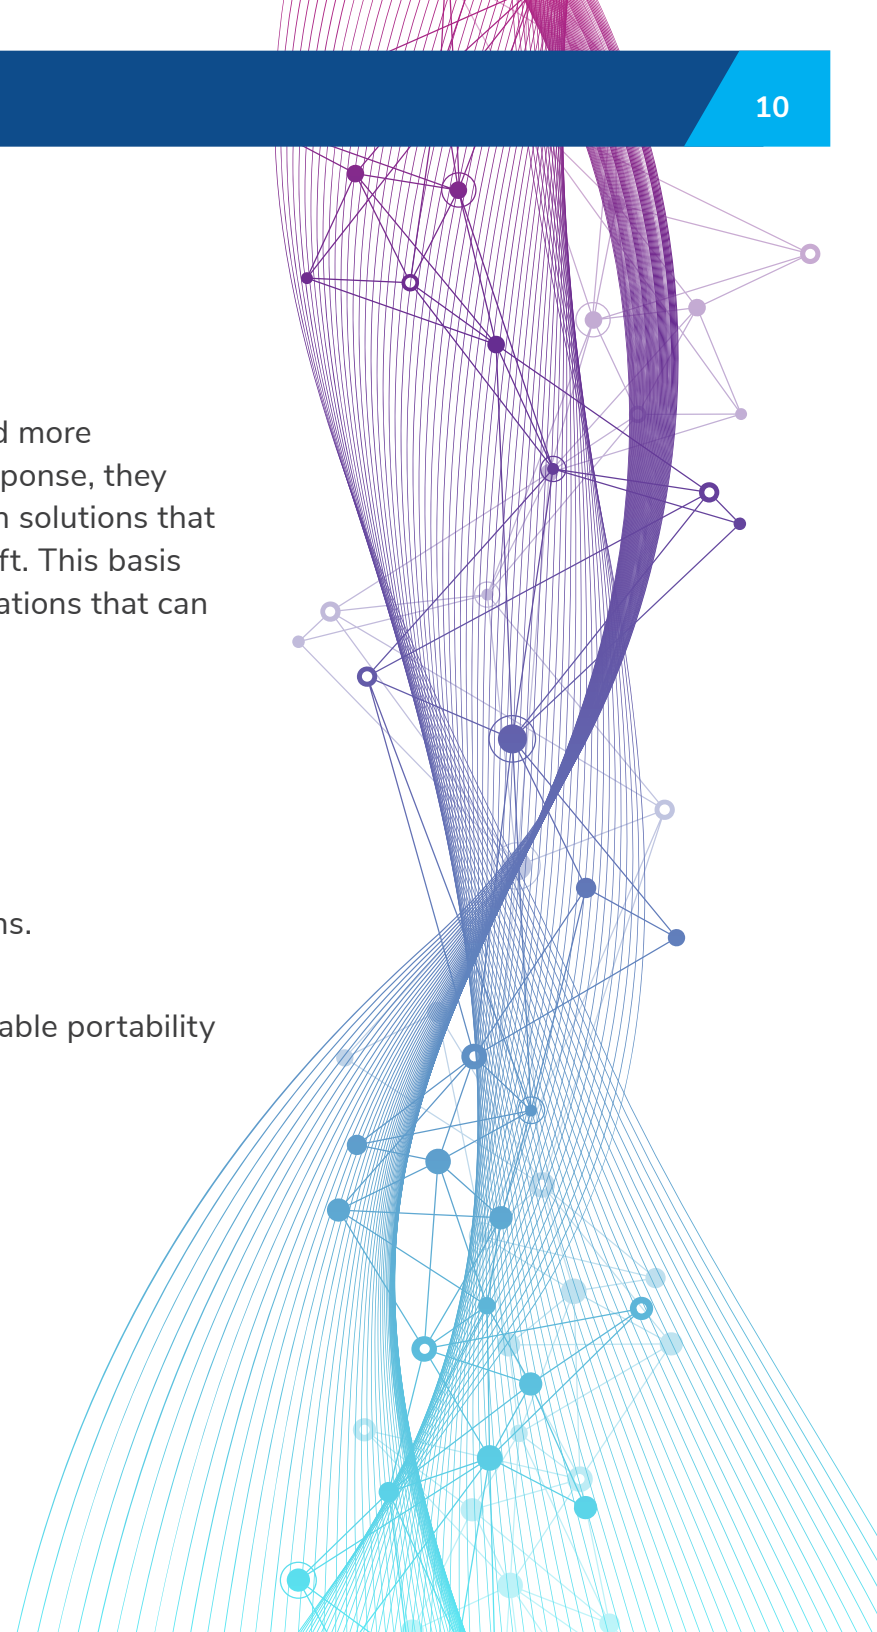 10
d more
ponse, they
n solutions that
ft. This basis
ations that can
ns.
able portability